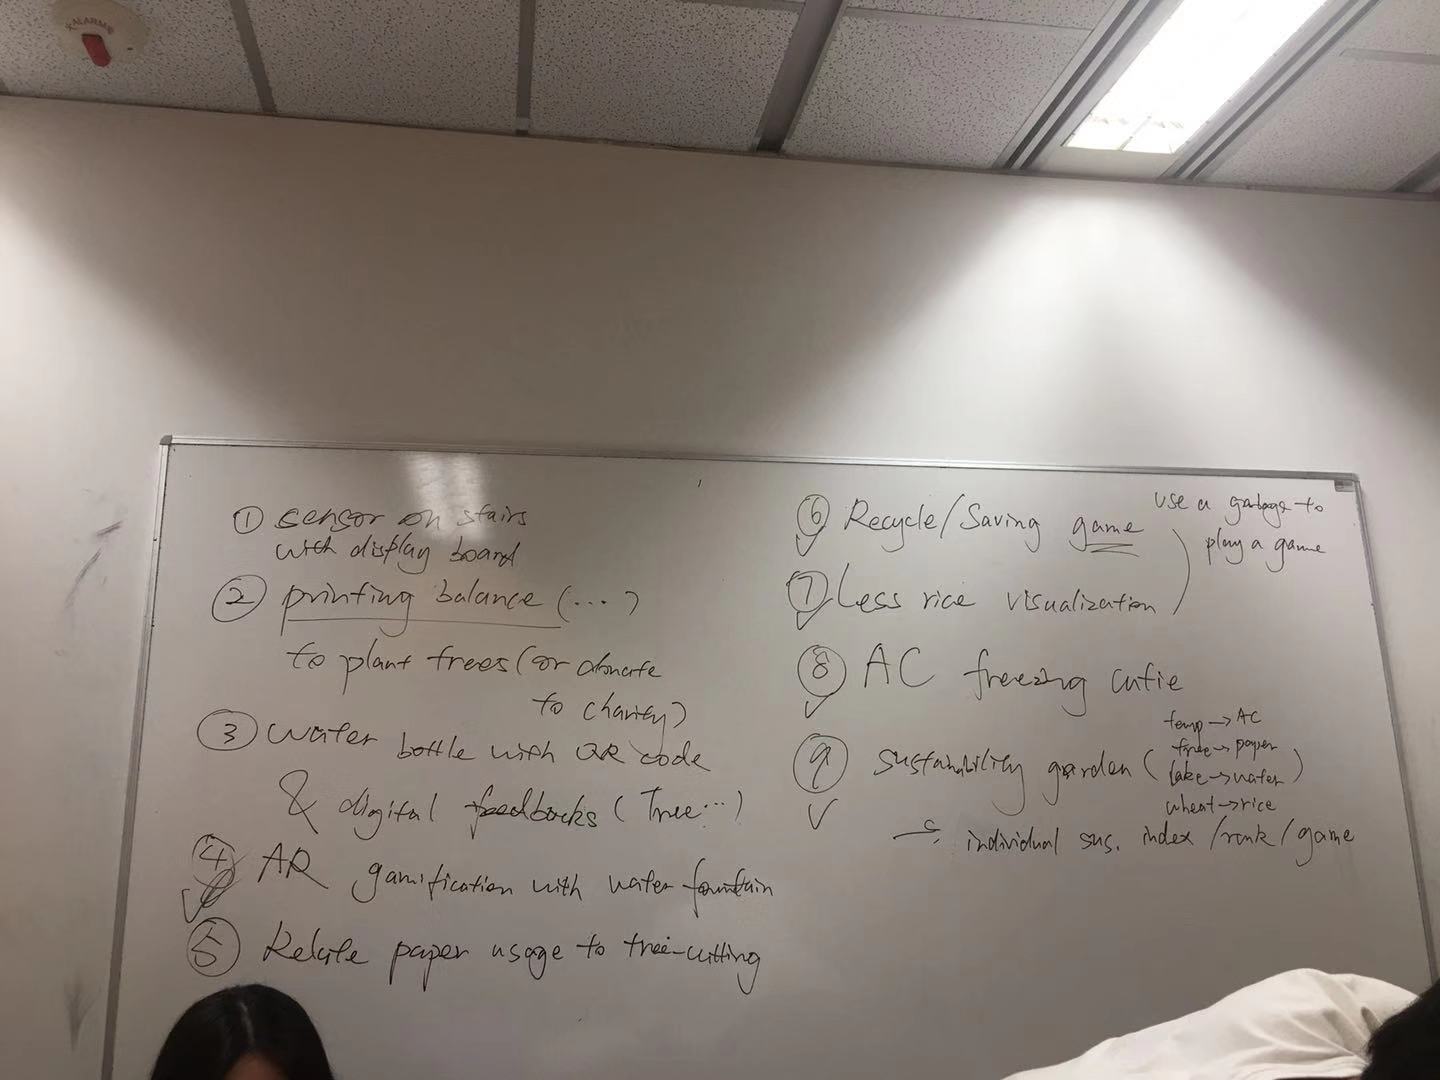 ALARM
① sensor on stairs
with display board
② printing balance (...)
to plant trees (or donate
to charity)
③ water bottle with QR code
& digital feedbacks (Tree...)
④ AR gamification with water fountain
⑤ Relate paper usage to tree-cutting
⑥ Recycle/Saving game
use a garbage to
play a game
⑦ Less rice visualization
⑧ AC freezing cutie
⑨ sustainability garden (
temp → AC
tree → paper
lake → water )
wheat → rice
→ individual sus. index / rank / game